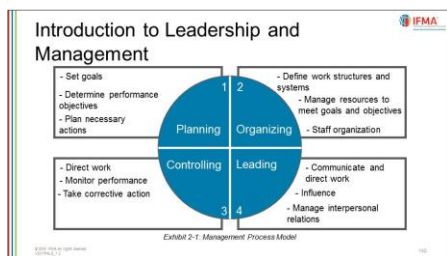 Introduction to Leadership and
Management
IFMA
- Set goals
- Determine performance
objectives
- Plan necessary
actions
1
2
- Define work structures and
systems
- Manage resources to
meet goals and objectives
- Staff organization
Planning
Organizing
Controlling
Leading
- Direct work
- Monitor performance
- Take corrective action
3
4
- Communicate and
direct work
- Influence
- Manage interpersonal
relations
Exhibit 2-1: Management Process Model